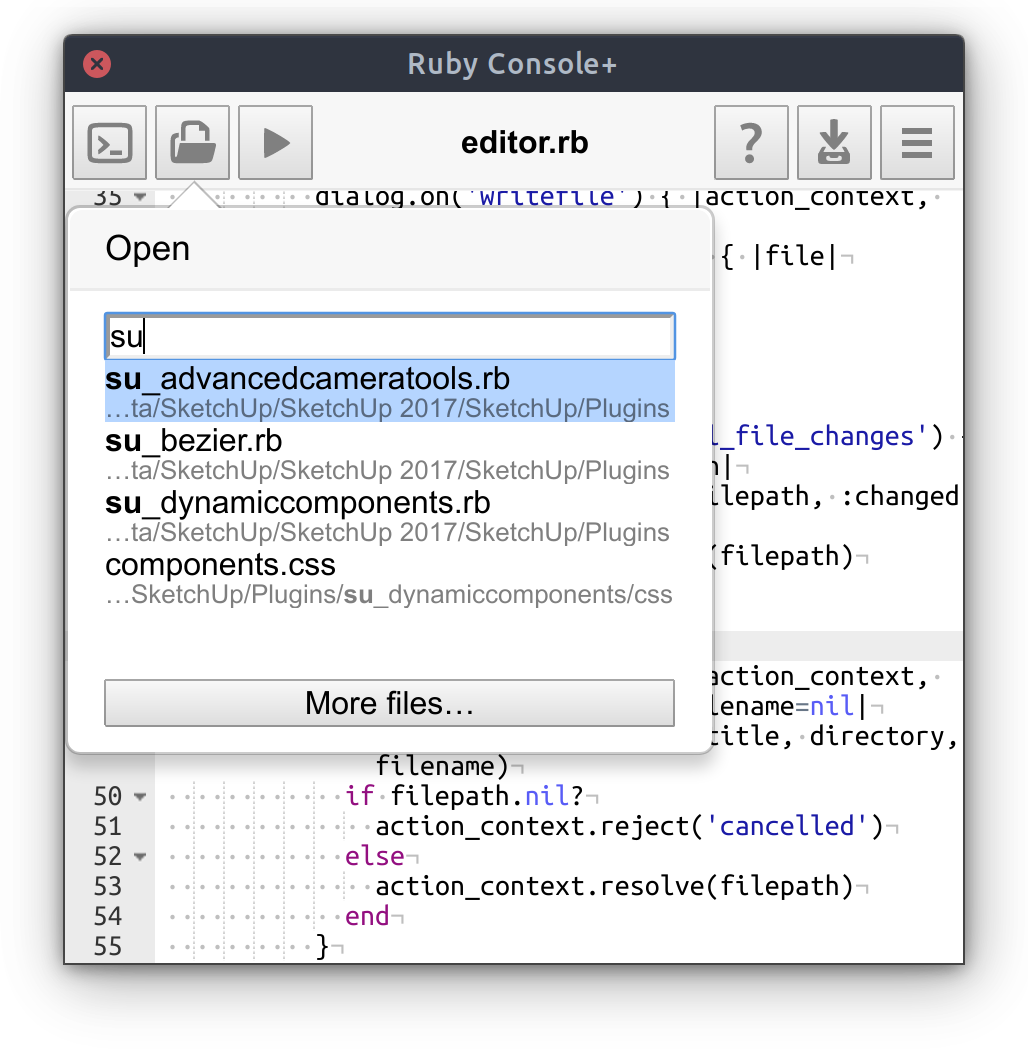 Ruby Console+
editor.rb
35 dialog.on('writefile') { |action_context,
{ |file|
Open
su
su_advancedcameratools.rb
…ta/SketchUp/SketchUp 2017/SketchUp/Plugins
su_bezier.rb
…ta/SketchUp/SketchUp 2017/SketchUp/Plugins
su_dynamiccomponents.rb
…ta/SketchUp/SketchUp 2017/SketchUp/Plugins
components.css
…SketchUp/Plugins/su_dynamiccomponents/css
More files…
l_file_changes')
ilepath, :changed
(filepath)
action_context,
lename=nil|
title, directory,
filename)
50 if filepath.nil?
51 action_context.reject('cancelled')
52 else
53 action_context.resolve(filepath)
54 end
55 }